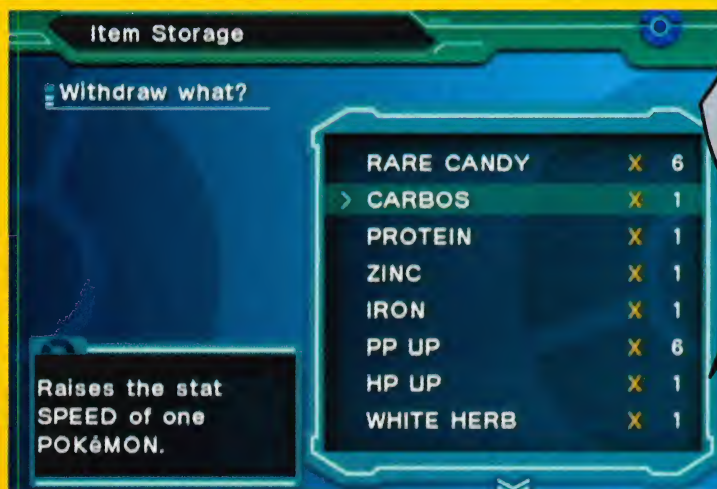 Item Storage
Withdraw what?
RARE CANDY X 6
CARBOS X 1
PROTEIN X 1
ZINC X 1
IRON X 1
PP UP X 6
HP UP X 1
WHITE HERB X 1
Raises the stat
SPEED of one
POKéMON.